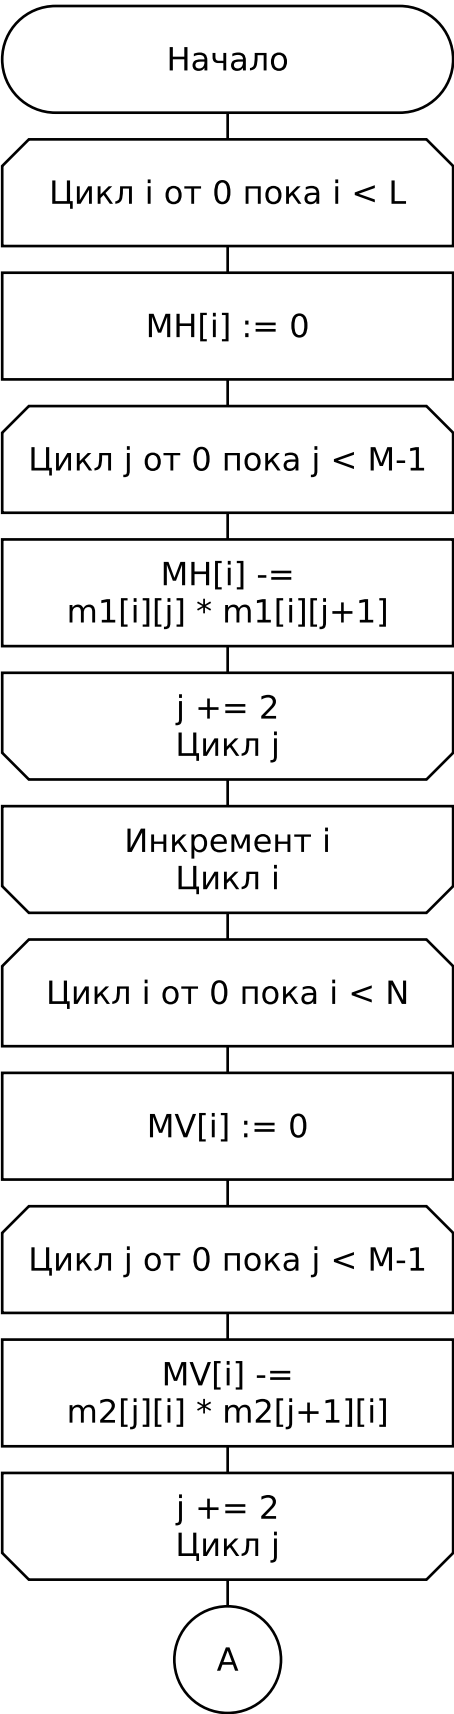 Начало
Цикл i от 0 пока i < L
MH[i] := 0
Цикл j от 0 пока j < M-1
MH[i] -=
m1[i][j] * m1[i][j+1]
j += 2
Цикл j
Инкремент i
Цикл i
Цикл i от 0 пока i < N
MV[i] := 0
Цикл j от 0 пока j < M-1
MV[i] -=
m2[j][i] * m2[j+1][i]
j += 2
Цикл j
A